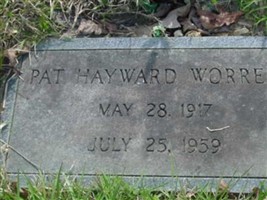 PAT HAYWARD WORRE
MAY 28, 1917
JULY 25, 1959